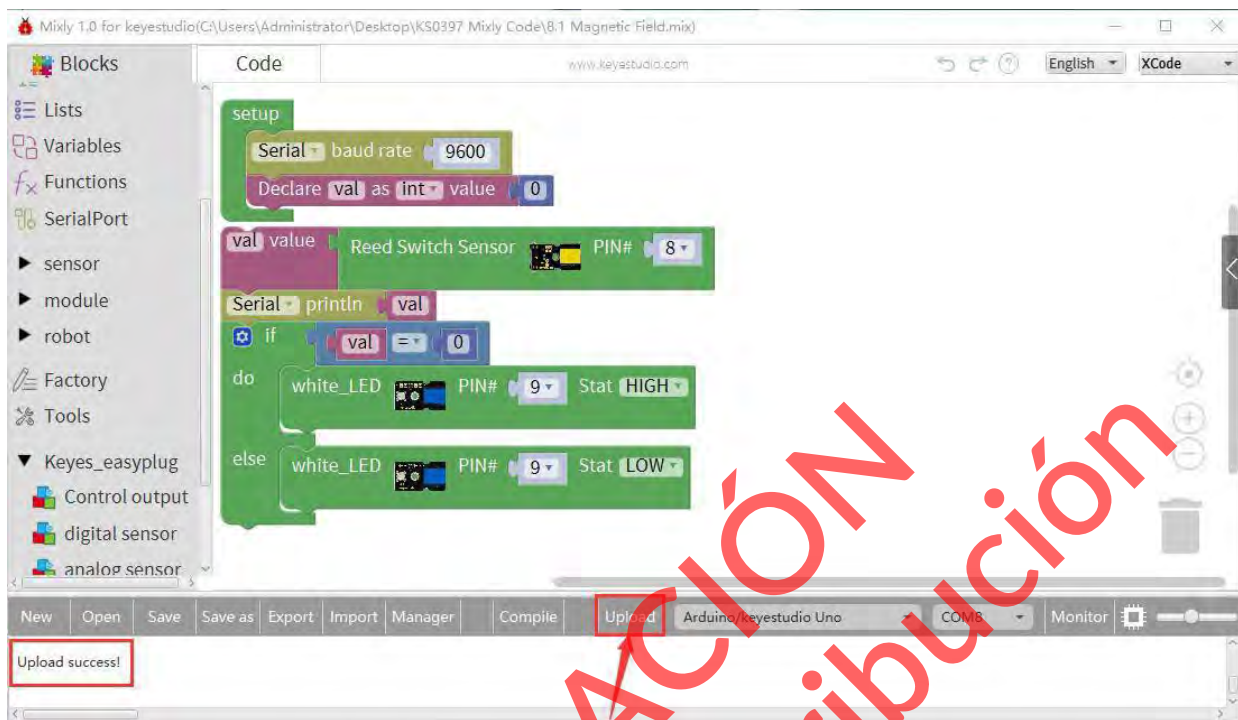 Mixly 1.0 for keyestudio(C:\Users\Administrator\Desktop\KS0397 Mixly Code\8.1 Magnetic Field.mix)
Blocks
Code
www.keyestudio.com
English
XCode
Lists
Variables
Functions
SerialPort
sensor
module
robot
Factory
Tools
Keyes_easyplug
Control output
digital sensor
analog sensor
setup
Serial baud rate 9600
Declare val as int value 0
val value Reed Switch Sensor PIN# 8
Serial println val
if val = 0
do white_LED PIN# 9 Stat HIGH
else white_LED PIN# 9 Stat LOW
New Open Save Save as Export Import Manager Compile Upload Arduino/keyestudio Uno COM8 Monitor
Upload success!
ACIÓN
ribución